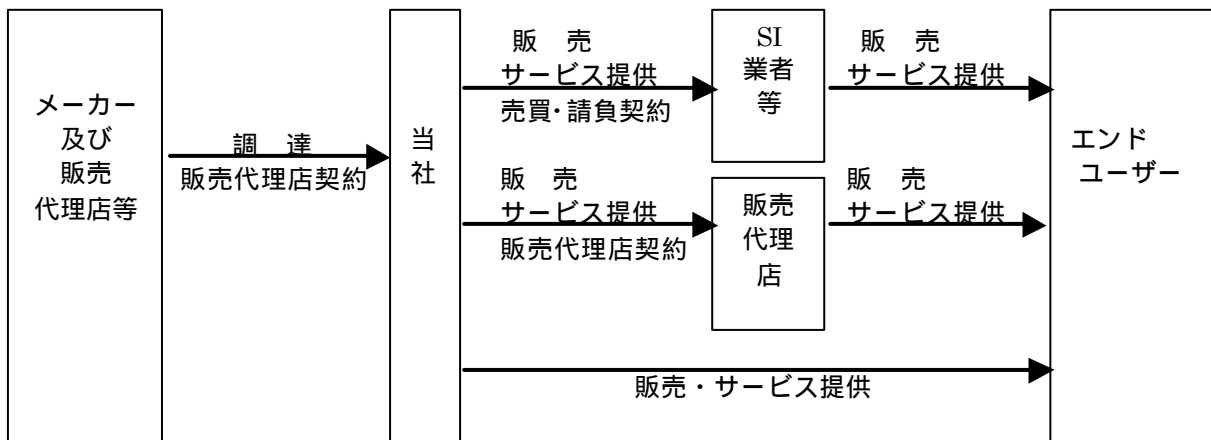 メーカー
及び
販売
代理店等
調　達
販売代理店契約
当
社
販　売
サービス提供
売買・請負契約
SI
業者
等
販　売
サービス提供
販　売
サービス提供
販売代理店契約
販売
代理
店
販　売
サービス提供
販売・サービス提供
エンド
ユーザー